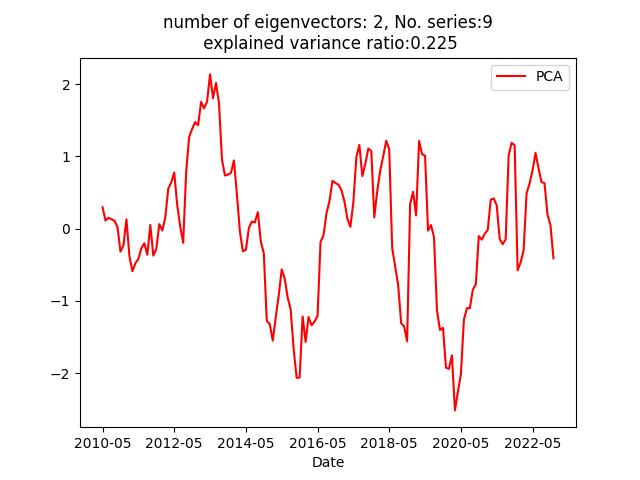 number of eigenvectors: 2, No. series:9
explained variance ratio:0.225
PCA
2
1
0
−1
−2
2010-05 2012-05 2014-05 2016-05 2018-05 2020-05 2022-05
Date